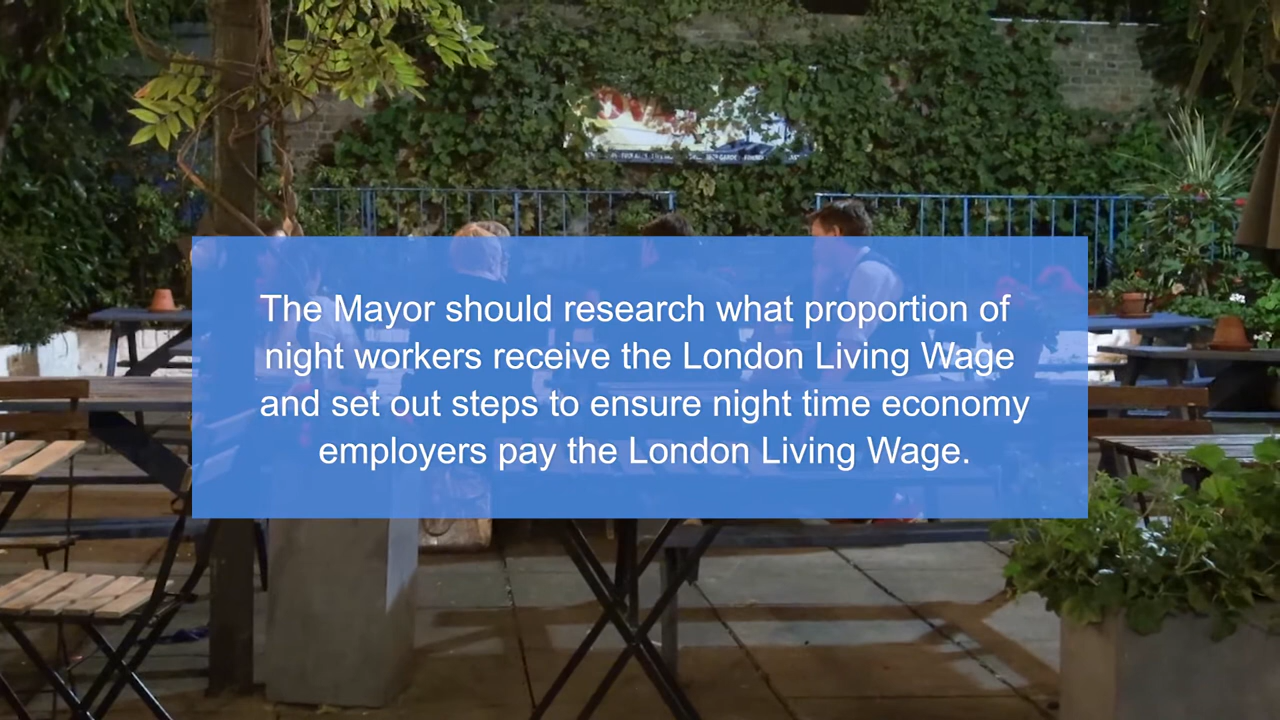 The Mayor should research what proportion of
night workers receive the London Living Wage
and set out steps to ensure night time economy
employers pay the London Living Wage.